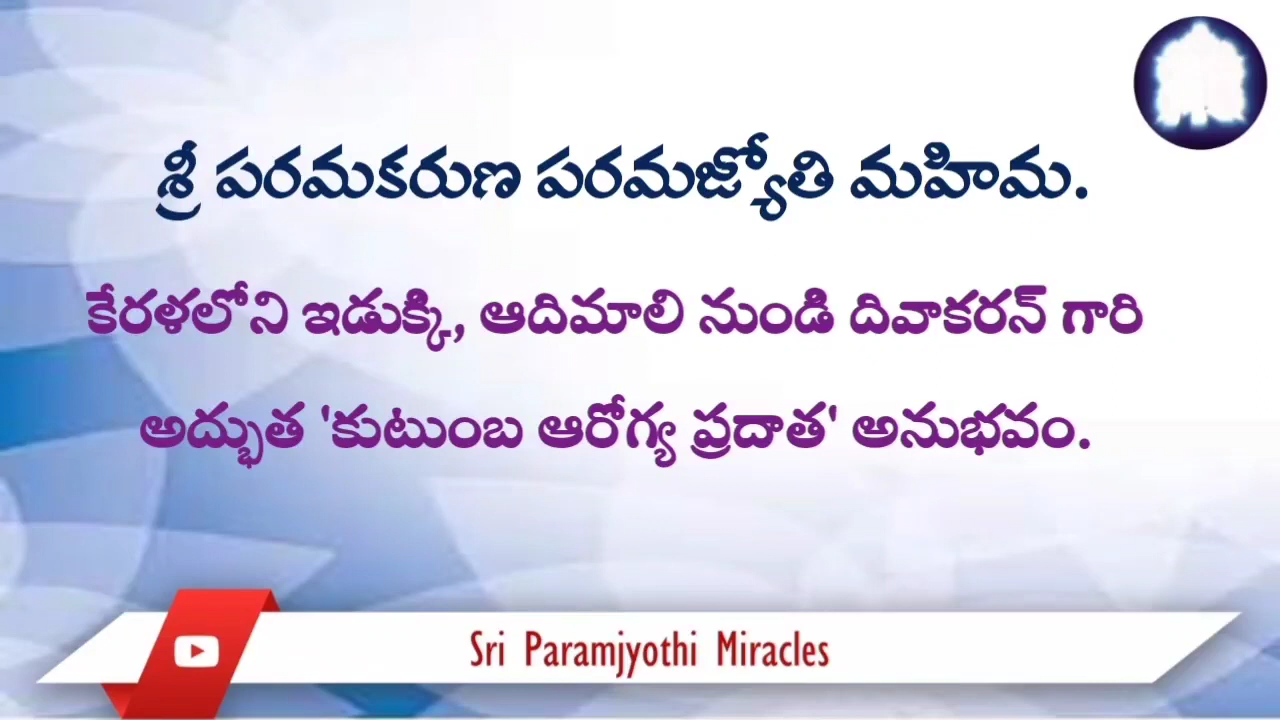 శ్రీ పరమకరుణ పరమజ్యోతి మహిమ.
కేరళలోని ఇడుక్కి, ఆదిమాలి నుండి దివాకరన్ గారి
అద్భుత 'కుటుంబ ఆరోగ్య ప్రదాత' అనుభవం.
Sri Paramjyothi Miracles